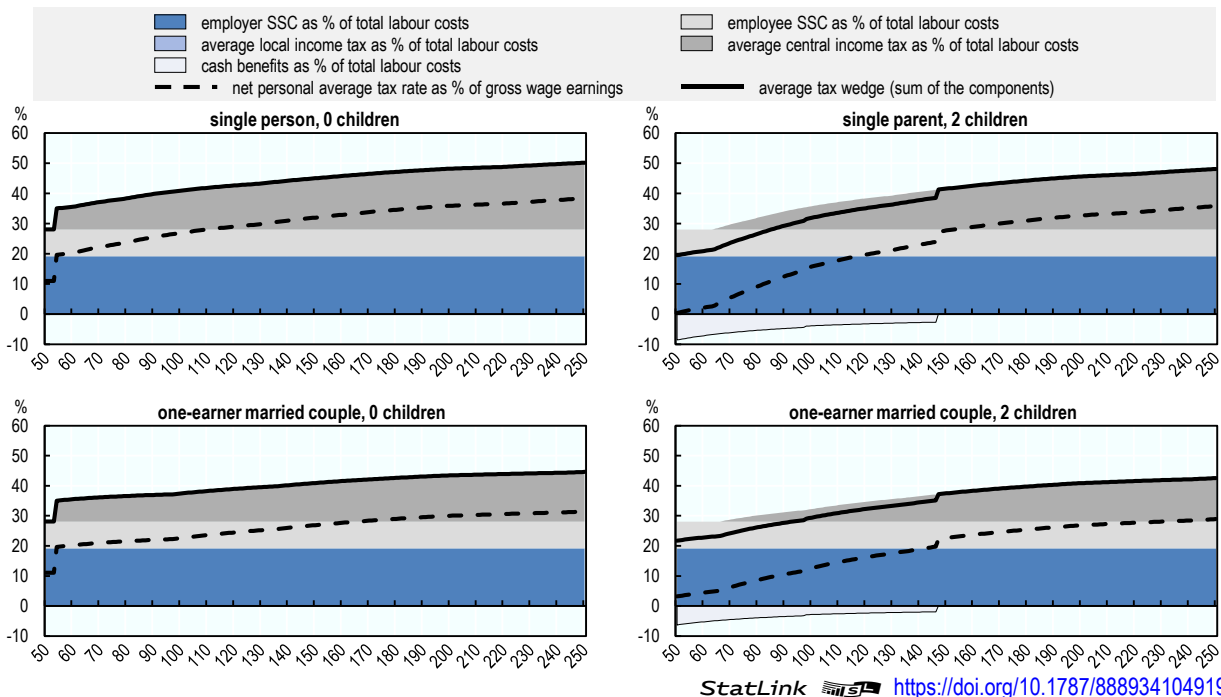 employer SSC as % of total labour costs
employee SSC as % of total labour costs
average local income tax as % of total labour costs
average central income tax as % of total labour costs
cash benefits as % of total labour costs
net personal average tax rate as % of gross wage earnings
average tax wedge (sum of the components)
%
single person, 0 children
60
50
40
30
20
10
0
-10
50 60 70 80 90 100 110 120 130 140 150 160 170 180 190 200 210 220 230 240 250
%
single parent, 2 children
60
50
40
30
20
10
0
-10
50 60 70 80 90 100 110 120 130 140 150 160 170 180 190 200 210 220 230 240 250
%
one-earner married couple, 0 children
60
50
40
30
20
10
0
-10
50 60 70 80 90 100 110 120 130 140 150 160 170 180 190 200 210 220 230 240 250
%
one-earner married couple, 2 children
60
50
40
30
20
10
0
-10
50 60 70 80 90 100 110 120 130 140 150 160 170 180 190 200 210 220 230 240 250
StatLink https://doi.org/10.1787/888934104919